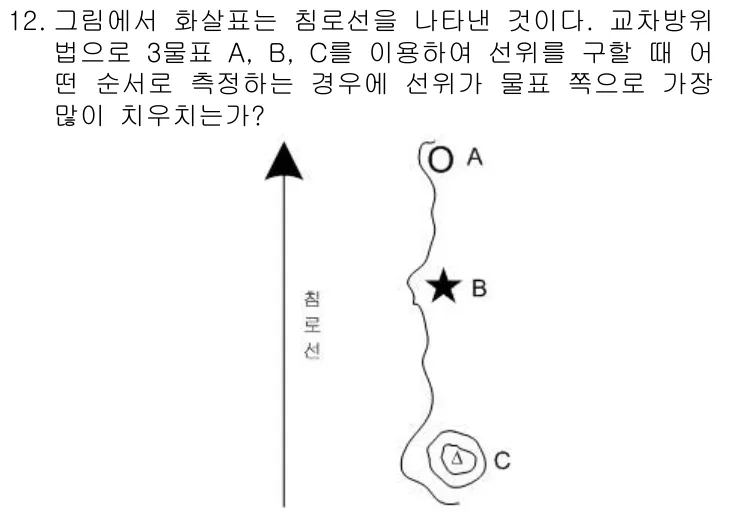 12. 그림에서 화살표는 침로선을 나타낸 것이다. 교차방위
법으로 3물표 A, B, C를 이용하여 선위를 구할 때 어
떤 순서로 측정하는 경우에 선위가 물표 쪽으로 가장
많이 치우치는가?
A
B
침
로
선
C